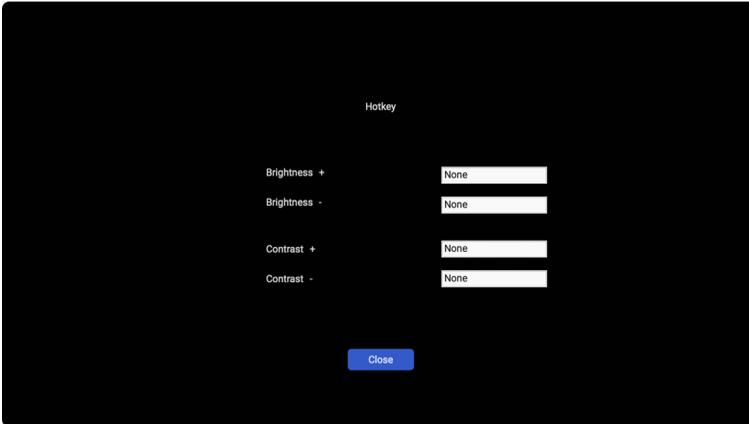 Hotkey
Brightness + None
Brightness - None
Contrast + None
Contrast - None
Close